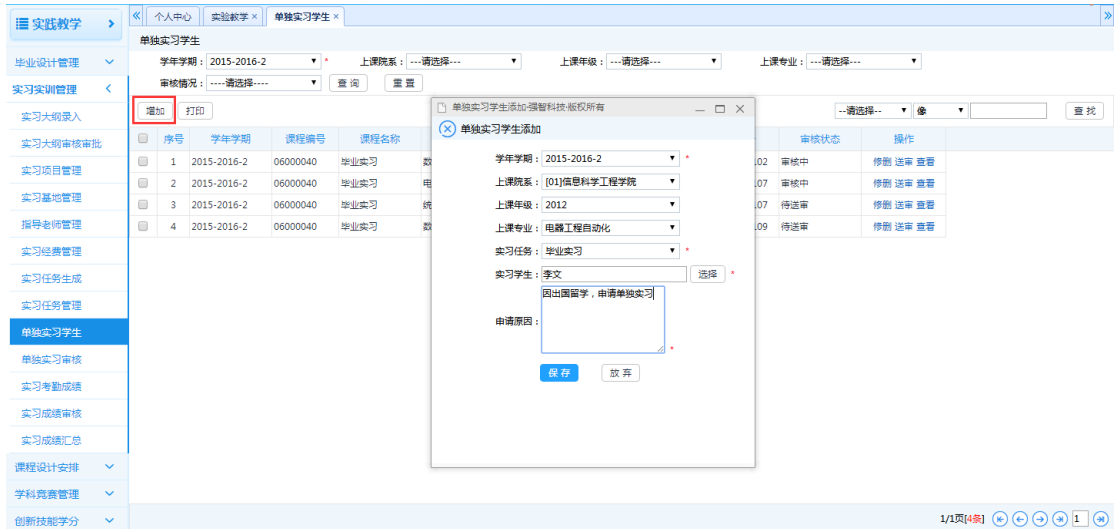 实践教学
个人中心 实验教学 × 单独实习学生 ×
单独实习学生
学年学期：2015-2016-2 * 上课院系：---请选择--- 上课年级：---请选择--- 上课专业：---请选择---
审核情况：----请选择---- 查 询 重 置
增加 打印 --请选择-- 像 查 找
序号 学年学期 课程编号 课程名称 审核状态 操作
1 2015-2016-2 06000040 毕业实习 数 02 审核中 修删 送审 查看
2 2015-2016-2 06000040 毕业实习 电 07 审核中 修删 送审 查看
3 2015-2016-2 06000040 毕业实习 统 07 待送审 修删 送审 查看
4 2015-2016-2 06000040 毕业实习 数 09 待送审 修删 送审 查看
单独实习学生添加-强智科技-版权所有
单独实习学生添加
学年学期：2015-2016-2 *
上课院系：[01]信息科学工程学院
上课年级：2012
上课专业：电器工程自动化
实习任务：毕业实习 *
实习学生：李文 选择 *
申请原因：因出国留学，申请单独实习 *
保 存 放 弃
毕业设计管理
实习实训管理
实习大纲录入
实习大纲审核审批
实习项目管理
实习基地管理
指导老师管理
实习经费管理
实习任务生成
实习任务管理
单独实习学生
单独实习审核
实习考勤成绩
实习成绩审核
实习成绩汇总
课程设计安排
学科竞赛管理
创新技能学分
1/1页[4条] 1